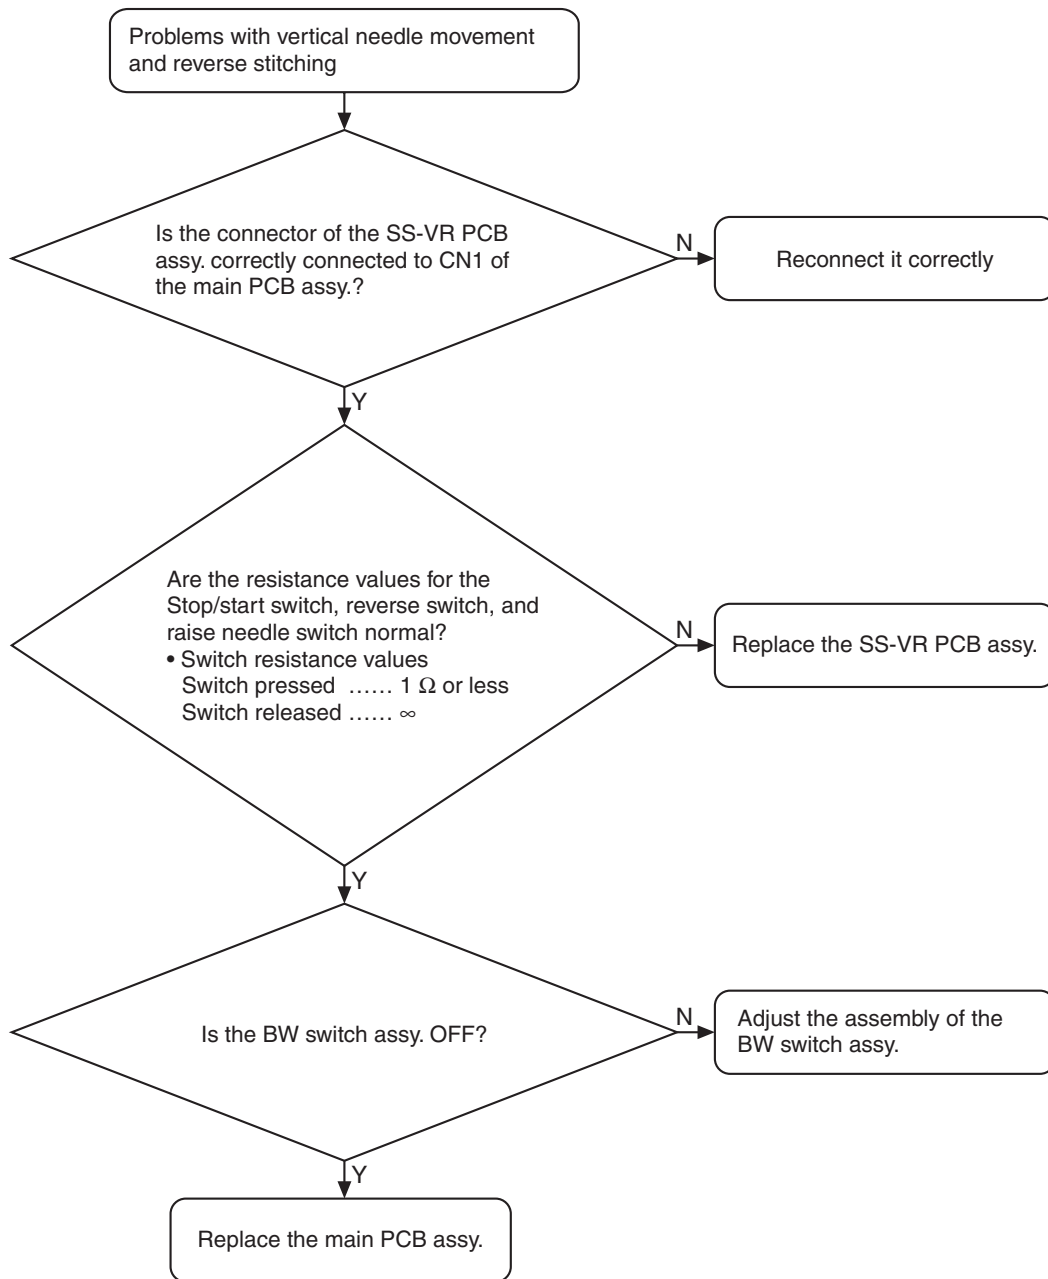 Problems with vertical needle movement
and reverse stitching
Is the connector of the SS-VR PCB
assy. correctly connected to CN1 of
the main PCB assy.?
N
Reconnect it correctly
Y
Are the resistance values for the
Stop/start switch, reverse switch, and
raise needle switch normal?
• Switch resistance values
Switch pressed ...... 1 Ω or less
Switch released ...... ∞
N
Replace the SS-VR PCB assy.
Y
Is the BW switch assy. OFF?
N
Adjust the assembly of the
BW switch assy.
Y
Replace the main PCB assy.